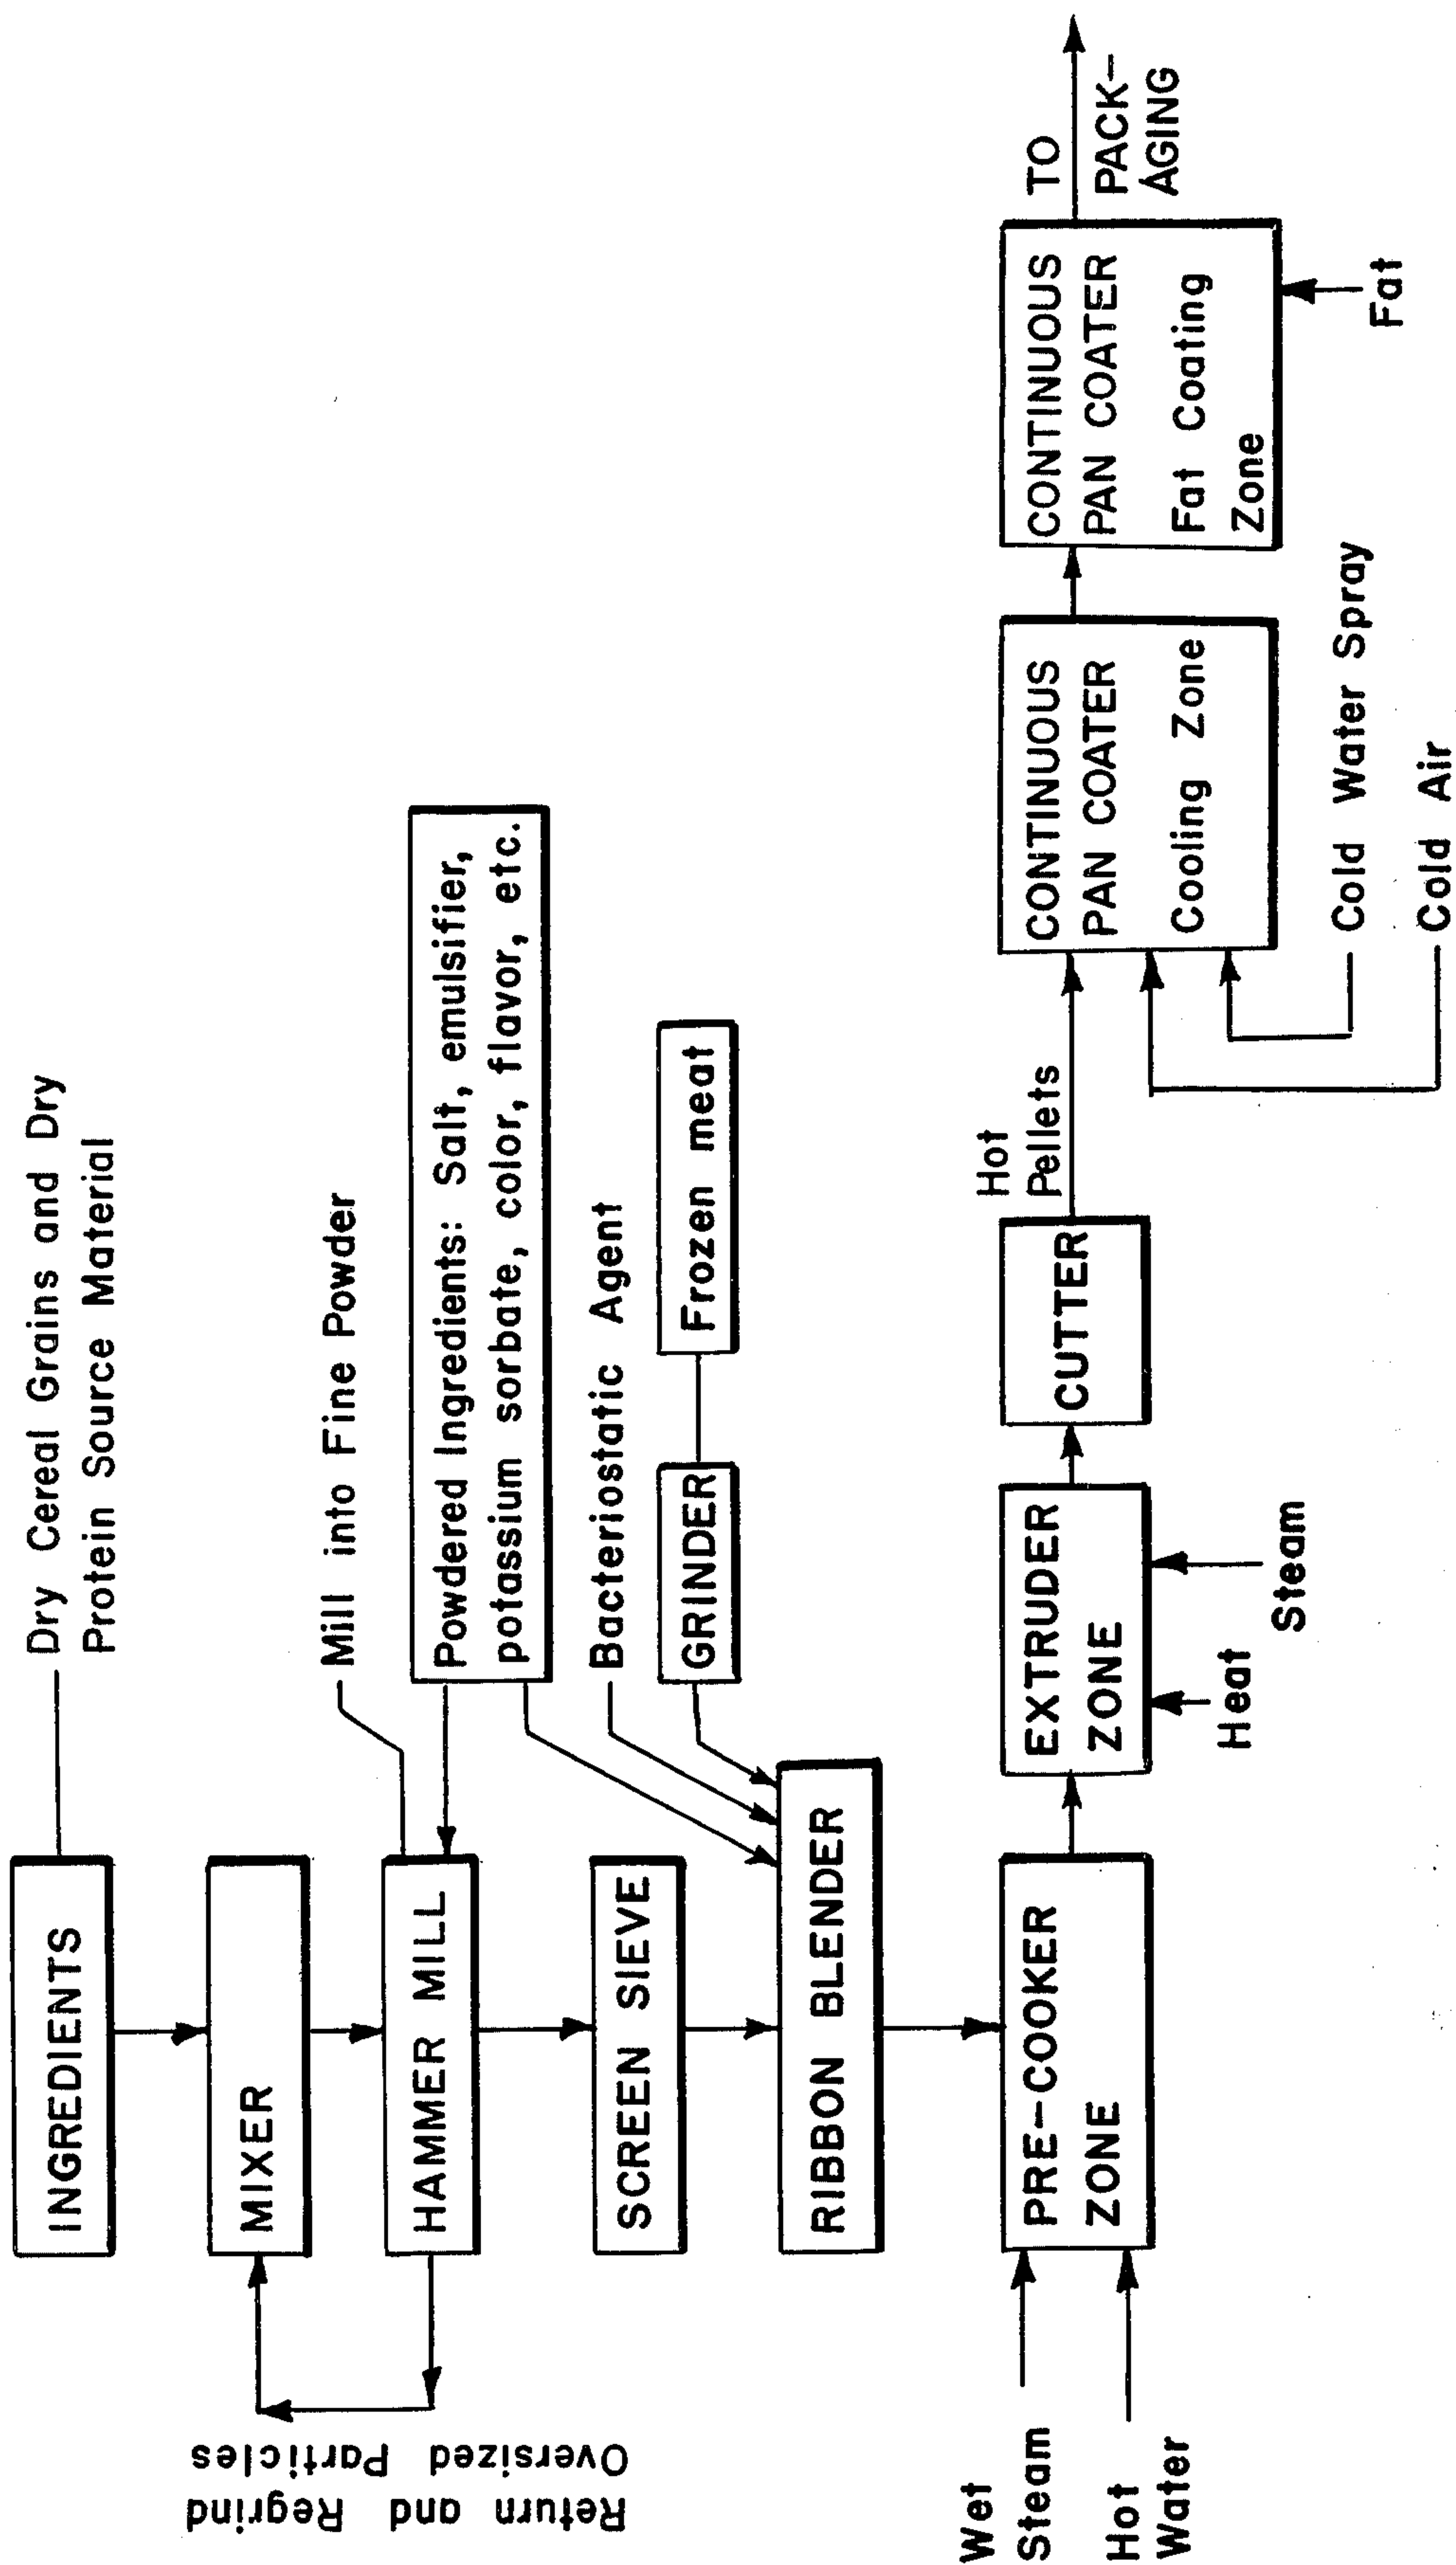 INGREDIENTS
Dry Cereal Grains and Dry
Protein Source Material
MIXER
Return and Regrind
Oversized Particles
HAMMER MILL
Mill into Fine Powder
Powdered Ingredients: Salt, emulsifier,
potassium sorbate, color, flavor, etc.
SCREEN SIEVE
Bacteriostatic Agent
GRINDER
Frozen meat
RIBBON BLENDER
Wet
Steam
Hot
Water
PRE-COOKER
ZONE
EXTRUDER
ZONE
Heat
Steam
CUTTER
Hot
Pellets
CONTINUOUS
PAN COATER
Cooling Zone
Cold Water Spray
Cold Air
CONTINUOUS
PAN COATER
Fat Coating
Zone
Fat
TO
PACK-
AGING